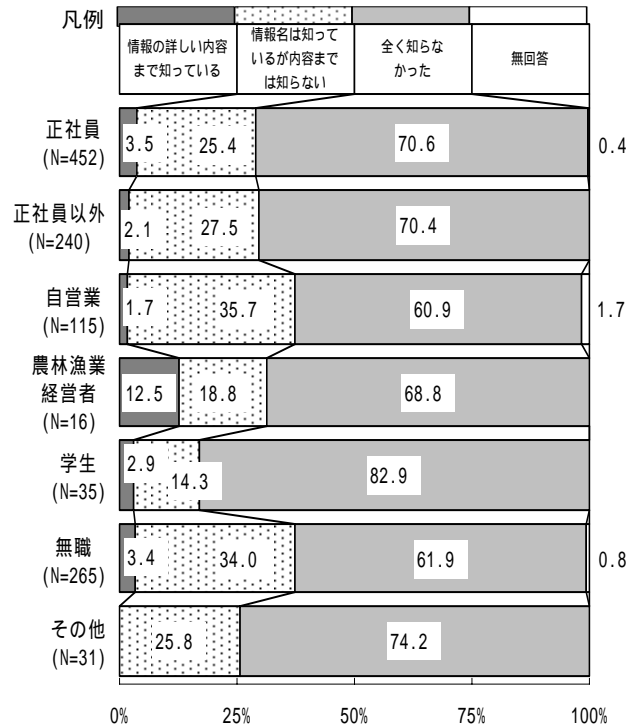 凡例
情報の詳しい内容
まで知っている
情報名は知って
いるが内容まで
は知らない
全く知らな
かった
無回答
正社員
(N=452)
3.5 25.4 70.6 0.4
正社員以外
(N=240)
2.1 27.5 70.4
自営業
(N=115)
1.7 35.7 60.9 1.7
農林漁業
経営者
(N=16)
12.5 18.8 68.8
学生
(N=35)
2.9 14.3 82.9
無職
(N=265)
3.4 34.0 61.9 0.8
その他
(N=31)
25.8 74.2
0% 25% 50% 75% 100%